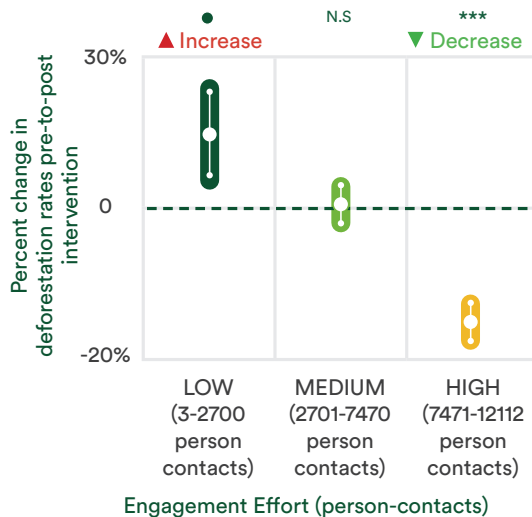 ● N.S ***
▲ Increase ▼ Decrease
30%
0
-20%
Percent change in
deforestation rates pre-to-post
intervention
LOW
(3-2700
person
contacts)
MEDIUM
(2701-7470
person
contacts)
HIGH
(7471-12112
person
contacts)
Engagement Effort (person-contacts)